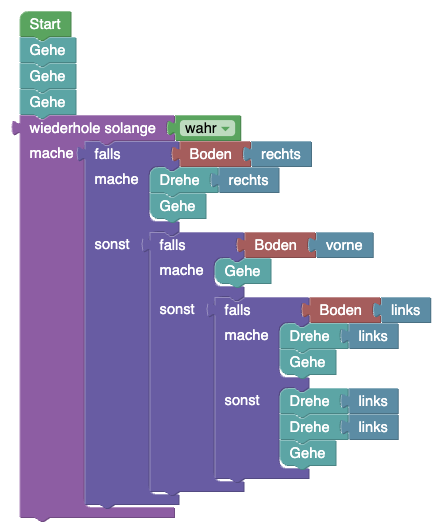 Start
Gehe
Gehe
Gehe
wiederhole solange wahr
mache falls Boden rechts
mache Drehe rechts
Gehe
sonst falls Boden vorne
mache Gehe
sonst falls Boden links
mache Drehe links
Gehe
sonst Drehe links
Drehe links
Gehe